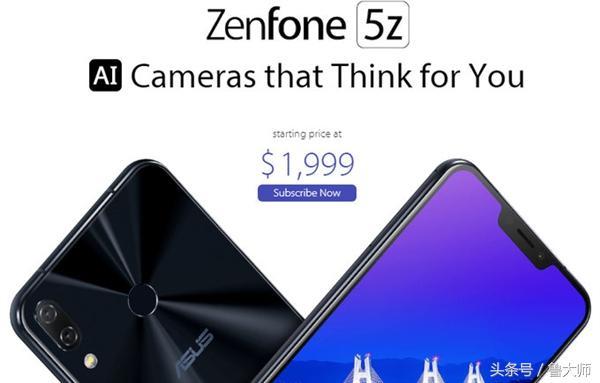 Zenfone 5z
AI Cameras that Think for You
starting price at
$1,999
Subscribe Now
ASUS
头条号/鲁大师